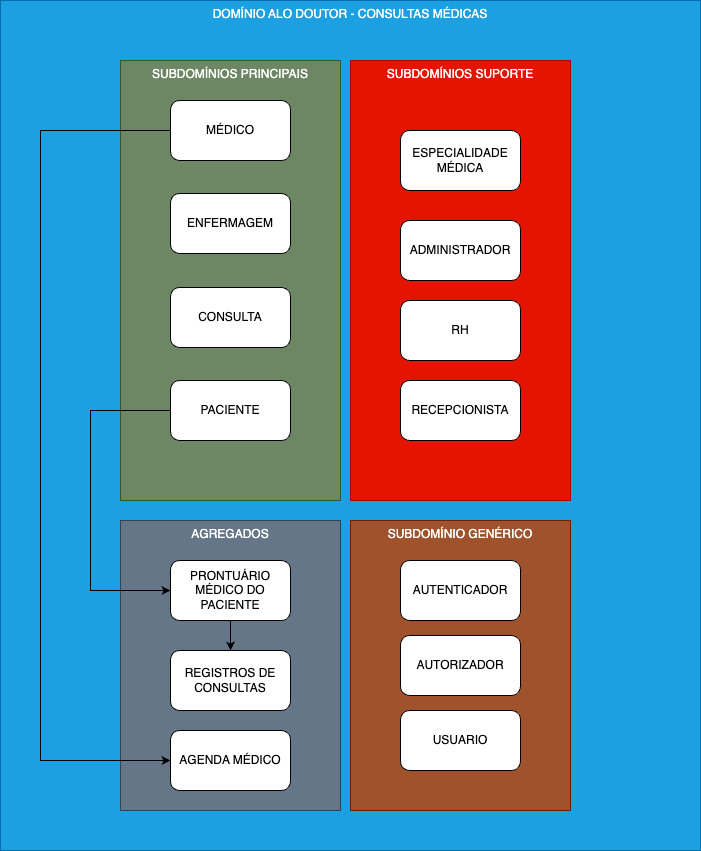 DOMÍNIO ALO DOUTOR - CONSULTAS MÉDICAS
SUBDOMÍNIOS PRINCIPAIS
MÉDICO
ENFERMAGEM
CONSULTA
PACIENTE
SUBDOMÍNIOS SUPORTE
ESPECIALIDADE
MÉDICA
ADMINISTRADOR
RH
RECEPCIONISTA
AGREGADOS
PRONTUÁRIO
MÉDICO DO
PACIENTE
REGISTROS DE
CONSULTAS
AGENDA MÉDICO
SUBDOMÍNIO GENÉRICO
AUTENTICADOR
AUTORIZADOR
USUARIO